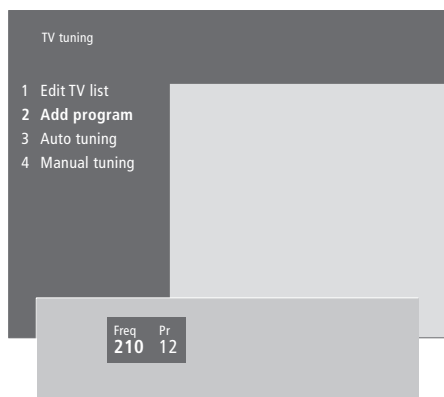 TV tuning
1 Edit TV list
2 Add program
3 Auto tuning
4 Manual tuning
Freq Pr
210 12